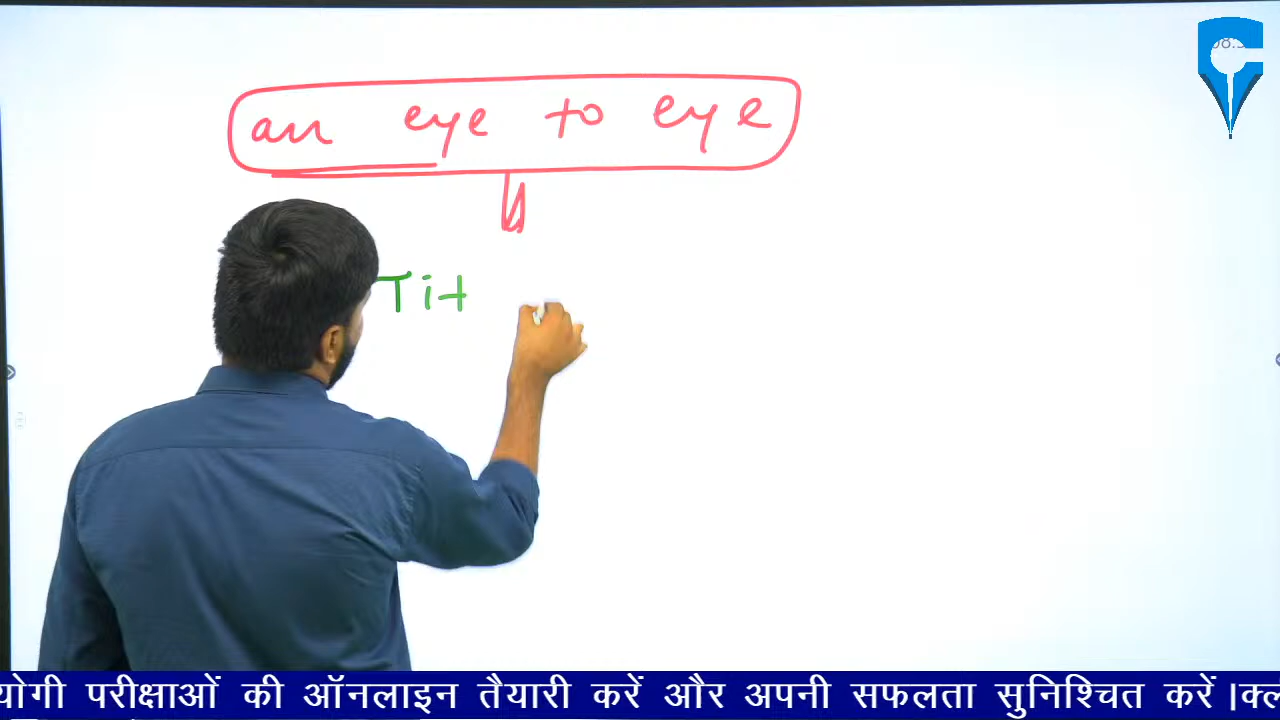 an eye to eye
Tit
योगी परीक्षाओं की ऑनलाइन तैयारी करें और अपनी सफलता सुनिश्चित करें।क्ल